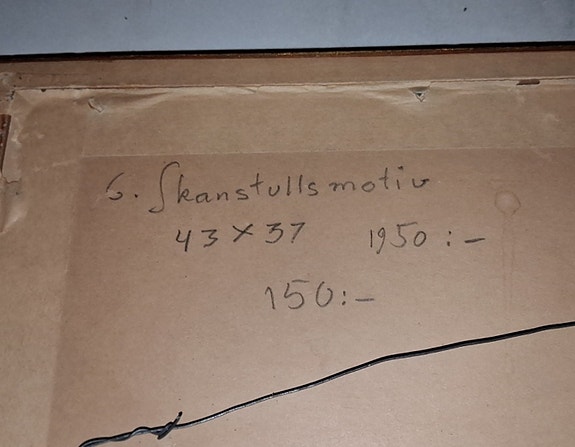 6. Skanstullsmotiv
43 x 37 1950:-
150:-